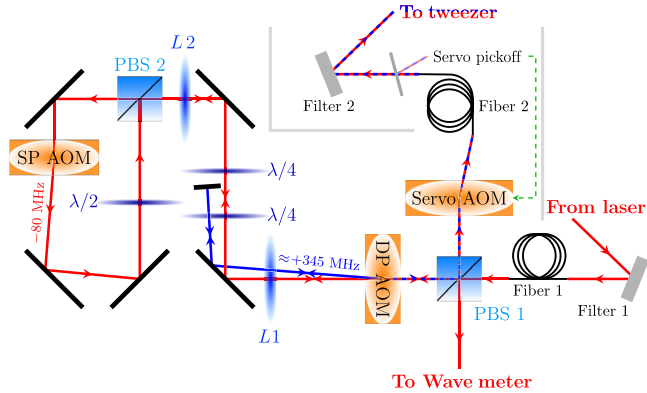 To tweezer
L2
PBS 2
Servo pickoff
Filter 2
Fiber 2
SP AOM
λ/4
λ/2
Servo AOM
−80 MHz
λ/4
From laser
≈+345 MHz
DP AOM
Fiber 1
Filter 1
PBS 1
L1
To Wave meter